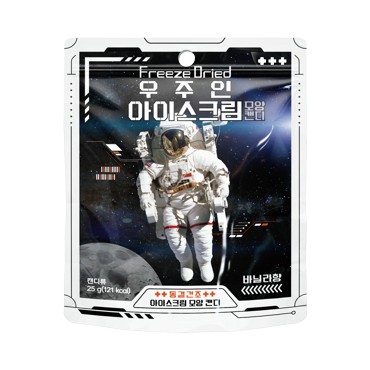 Freeze Dried
우주인
아이스크림 모양
캔디
캔디류
25 g(121 kcal)
바닐라향
++ 동결건조 ++
아이스크림 모양 캔디